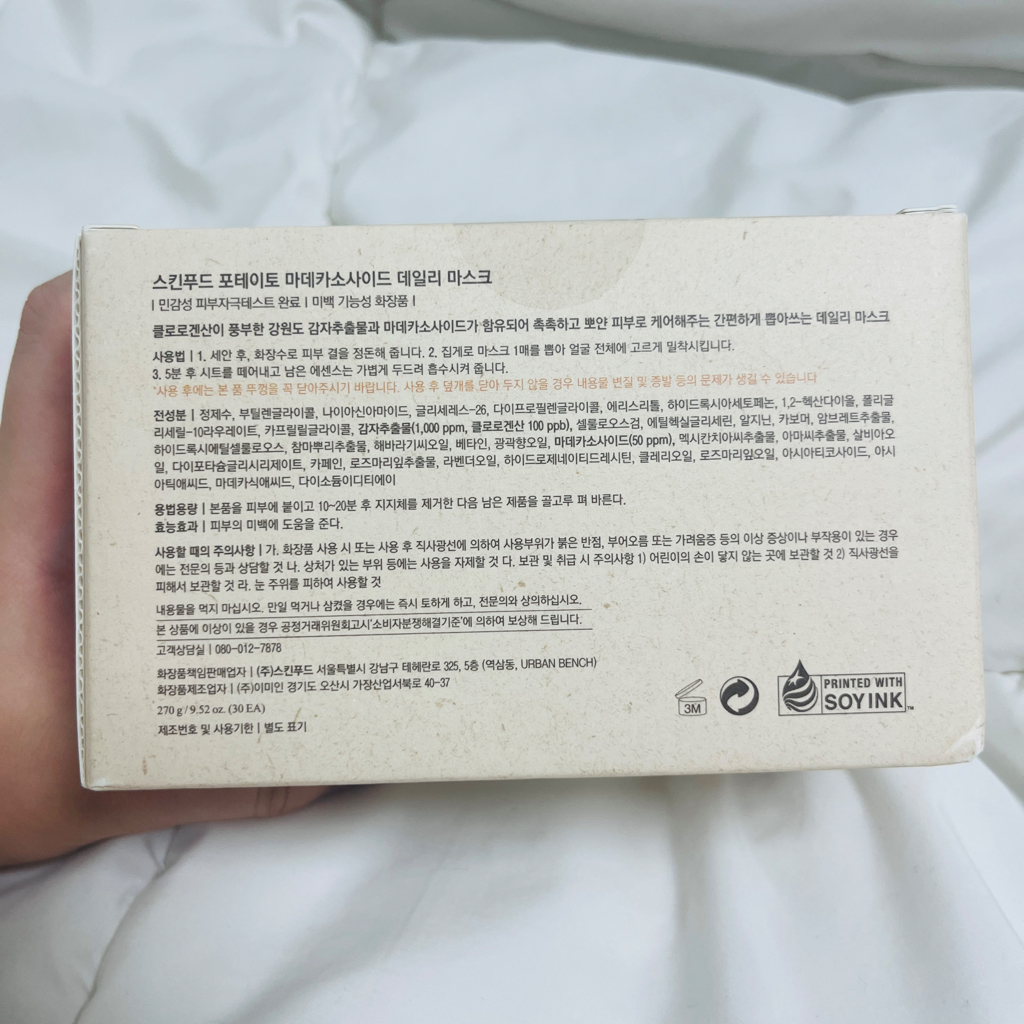 스킨푸드 포테이토 마데카소사이드 데일리 마스크
| 민감성 피부자극테스트 완료 | 미백 기능성 화장품 |
클로로겐산이 풍부한 강원도 감자추출물과 마데카소사이드가 함유되어 촉촉하고 뽀얀 피부로 케어해주는 간편하게 뽑아쓰는 데일리 마스크
사용법 | 1. 세안 후, 화장수로 피부 결을 정돈해 줍니다. 2. 집게로 마스크 1매를 뽑아 얼굴 전체에 고르게 밀착시킵니다.
3. 5분 후 시트를 떼어내고 남은 에센스는 가볍게 두드려 흡수시켜 줍니다.
*사용 후에는 본 품 뚜껑을 꼭 닫아주시기 바랍니다. 사용 후 덮개를 닫아 두지 않을 경우 내용물 변질 및 증발 등의 문제가 생길 수 있습니다
전성분 | 정제수, 부틸렌글라이콜, 나이아신아마이드, 글리세레스-26, 다이프로필렌글라이콜, 에리스리톨, 하이드록시아세토페논, 1,2-헥산다이올, 폴리글
리세릴-10라우레이트, 카프릴릴글라이콜, 감자추출물(1,000 ppm, 클로로겐산 100 ppb), 셀룰로오스검, 에틸헥실글리세린, 알지닌, 카보머, 암브레트추출물,
하이드록시에틸셀룰로오스, 참마뿌리추출물, 해바라기씨오일, 베타인, 광곽향오일, 마데카소사이드(50 ppm), 멕시칸치아씨추출물, 아마씨추출물, 살비아오
일, 다이포타슘글리시리제이트, 카페인, 로즈마리잎추출물, 라벤더오일, 하이드로제네이티드레시틴, 클레리오일, 로즈마리잎오일, 아시아티코사이드, 아시
아틱애씨드, 마데카식애씨드, 다이소듐이디티에이
용법용량 | 본품을 피부에 붙이고 10~20분 후 지지체를 제거한 다음 남은 제품을 골고루 펴 바른다.
효능효과 | 피부의 미백에 도움을 준다.
사용할 때의 주의사항 | 가. 화장품 사용 시 또는 사용 후 직사광선에 의하여 사용부위가 붉은 반점, 부어오름 또는 가려움증 등의 이상 증상이나 부작용이 있는 경우
에는 전문의 등과 상담할 것 나. 상처가 있는 부위 등에는 사용을 자제할 것 다. 보관 및 취급 시 주의사항 1) 어린이의 손이 닿지 않는 곳에 보관할 것 2) 직사광선을
피해서 보관할 것 라. 눈 주위를 피하여 사용할 것
내용물을 먹지 마십시오. 만일 먹거나 삼켰을 경우에는 즉시 토하게 하고, 전문의와 상의하십시오.
본 상품에 이상이 있을 경우 공정거래위원회고시'소비자분쟁해결기준'에 의하여 보상해 드립니다.
고객상담실 | 080-012-7878
화장품책임판매업자 | (주)스킨푸드 서울특별시 강남구 테헤란로 325, 5층 (역삼동, URBAN BENCH)
화장품제조업자 | (주)이미인 경기도 오산시 가장산업서북로 40-37
270 g / 9.52 oz. (30 EA)
제조번호 및 사용기한 | 별도 표기
3M
PRINTED WITH
SOY INK™